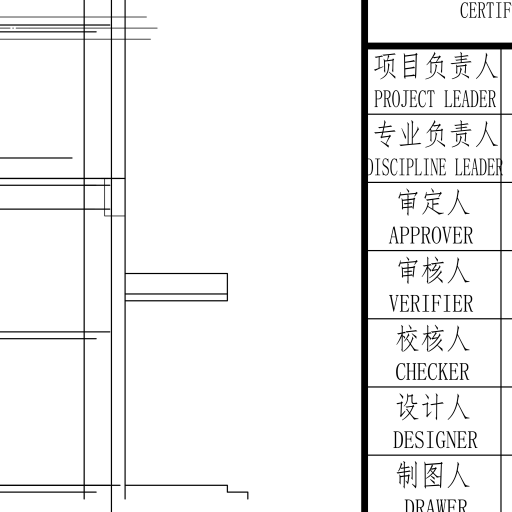 CERTIF
项目负责人
PROJECT LEADER
专业负责人
DISCIPLINE LEADER
审定人
APPROVER
审核人
VERIFIER
校核人
CHECKER
设计人
DESIGNER
制图人
DRAWER